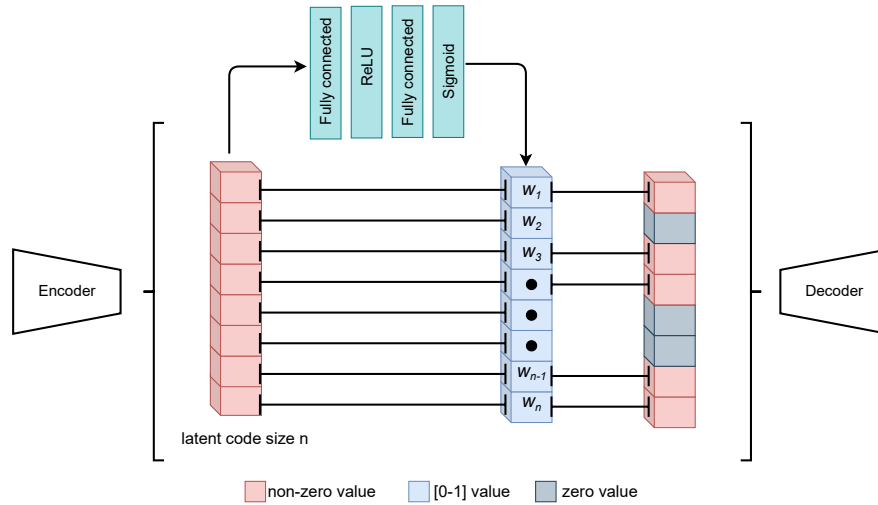 Fully connected
ReLU
Fully connected
Sigmoid
w1
w2
w3
wn-1
wn
Encoder
Decoder
latent code size n
non-zero value
[0-1] value
zero value